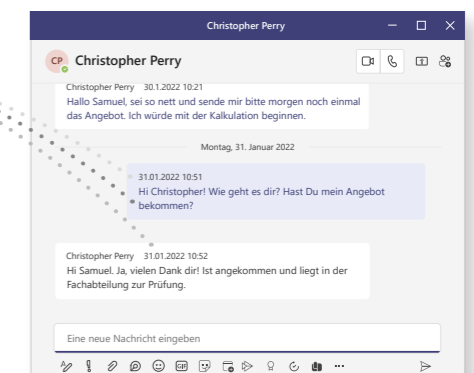 Christopher Perry
CP Christopher Perry
Christopher Perry 30.1.2022 10:21
Hallo Samuel, sei so nett und sende mir bitte morgen noch einmal
das Angebot. Ich würde mit der Kalkulation beginnen.
Montag, 31. Januar 2022
31.01.2022 10:51
Hi Christopher! Wie geht es dir? Hast Du mein Angebot
bekommen?
Christopher Perry 31.01.2022 10:52
Hi Samuel. Ja, vielen Dank dir! Ist angekommen und liegt in der
Fachabteilung zur Prüfung.
Eine neue Nachricht eingeben
GIF